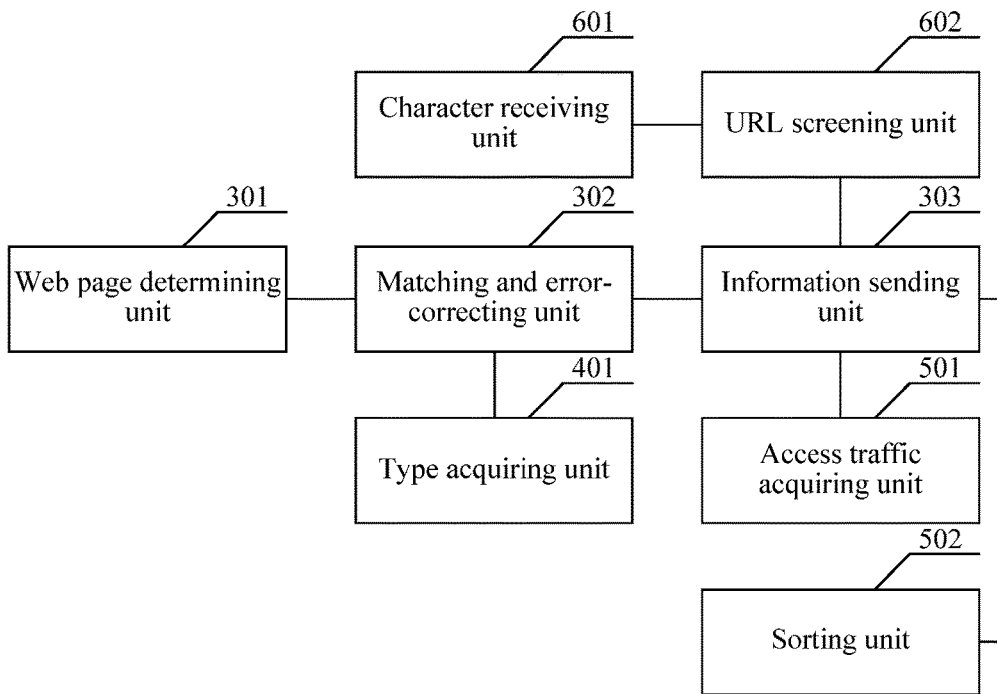 601
602
Character receiving
unit
URL screening unit
301
302
303
Web page determining
unit
Matching and error-
correcting unit
Information sending
unit
401
501
Type acquiring unit
Access traffic
acquiring unit
502
Sorting unit